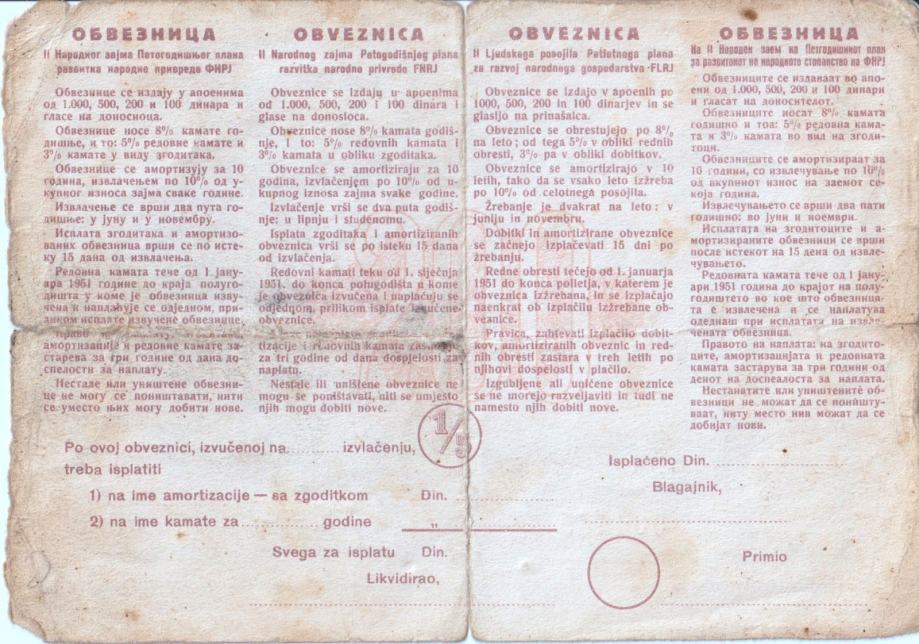 ОБВЕЗНИЦА
II Народног зајма Петогодишњег плана
развитка народне привреде ФНРЈ
Обвезнице се издају у апоенима
од 1.000, 500, 200 и 100 динара и
гласе на доносиоца.
Обвезнице носе 8% камате го-
дишње, и то: 5% редовне камате и
3% камате у виду згодитака.
Обвезнице се амортизују за 10
година, извлачењем по 10% од у-
купног износа зајма сваке године.
Извлачење се врши два пута го-
дишње: у јуну и у новембру.
Исплата згодитака и амортизо-
ваних обвезница врши се по исте-
ку 15 дана од извлачења.
Редовна камата тече од 1. јану-
ара 1951 године до краја полуго-
дишта у коме је обвезница извуч-
чена и наплаћује се одједном, при-
ликом исплате извучене обвезнице.
Право
амортизације и редовне камате за-
старева за три године од дана до-
спелости за наплату.
Нестале или уништене обвезни-
це не могу се поништавати, нити
се уместо њих могу добити нове.
OBVEZNICA
II Narodnog zajma Petogodišnjeg plana
razvitka narodne privrede FNRJ
Obveznice se izdaju u apoenima
od 1.000, 500, 200 i 100 dinara i
glase na donosioca.
Obveznice nose 8% kamata godiš-
nje, i to: 5% redovnih kamata i
3% kamata u obliku zgoditaka.
Obveznice se amortiziraju za 10
godina, izvlačenjem po 10% od u-
kupnog iznosa zajma svake godine.
Izvlačenje vrši se dva puta godi-
šnje: u lipnju i studenomu.
Isplata zgoditaka i amortiziranih
obveznica vrši se po isteku 15 dana
od izvlačenja.
Redovni kamati teku od 1. siječnja
1951. do konca polugodišta u kome
je obveznica izvučena i naplaćuju se
odjednom, prilikom isplate izvučene
obveznice.
tizacije i redovnih kamata zasta
za tri godine od dana dospjelosti za
naplatu.
Nestale ili unišlene obveznice ne
mogu se poništavati, niti se umjesto
njih mogu dobiti nove.
OBVEZNICA
II Ljudskega posojila Petletnega plana
za razvoj narodnega gospodarstva FLRJ
Obveznice se izdajo v apoenih po
1000, 500, 200 in 100 dinarjev in se
glasijo na prinašalca.
Obveznice se obrestujejo po 8%
na leto; od tega 5% v obliki rednih
obresti, 3% pa v obliki dobitkov.
Obveznice se amortizirajo v 10
letih, tako da se vsako leto izžreba
po 10% od celotnega posojila.
Žrebanje je dvakrat na leto: v
juniju in novembru.
Dobitki in amortizirane obveznice
se začnejo izplačevati 15 dni po
žrebanju.
Redne obresti tečejo od 1. januarja
1951 do konca polletja, v katerem je
obveznica izžrebana, in se izplačajo
naenkrat ob izplačilu izžrebane ob-
veznice.
Pravica, zahtevati izplačilo dobit-
kov, amortiziranih obveznic in red-
nih obresti zastara v treh letih po
njihovi dospelosti v plačilo.
Izgubljene ali uničene obveznice
se ne morejo razveljaviti in tudi ne
namesto njih dobiti nove.
ОБВЕЗНИЦА
На II Народен заем на Петгодишниот план
за развитокот на народното стопанство на ФНРЈ
Обвезниците се издаваат во апо-
ени од 1.000, 500, 200 и 100 динари
и гласат на доносителот.
Обвезниците носат 8% камата
годишно и тоа: 5% редовна кама-
та и 3% камата во вид на згоди-
тоци.
Обвезниците се амортизираат за
10 години, со извлечување по 10%
од вкупниот износ на заемот се-
која година.
Извлечувањето се врши два пати
годишно: во јуни и ноември.
Исплатата на згодитоците и а-
мортизираните обвезници се врши
после истекот на 15 дена од извле-
чувањето.
Редовната камата тече од 1 јану-
ари 1951 година до крајот на полу-
годиштето во кое што обвезница-
та е извлечена и се наплатува
одеднаш при исплатата на извле-
чената обвезница.
Правото на наплата: на згодито-
ците, амортизацијата и редовната
камата застарува за три години од
денот на доспеалоста за наплата.
Нестанатите или уништените об-
везници не можат да се поништу-
ваат, ниту место нив можат да се
добијат нови.
1/5
Po ovoj obveznici, izvučenoj na.......... izvlačenju,
treba isplatiti
1) na ime amortizacije — sa zgoditkom Din.
2) na ime kamate za .............. godine „
Svega za isplatu Din.
Likvidirao,
Isplaćeno Din.
Blagajnik,
Primio